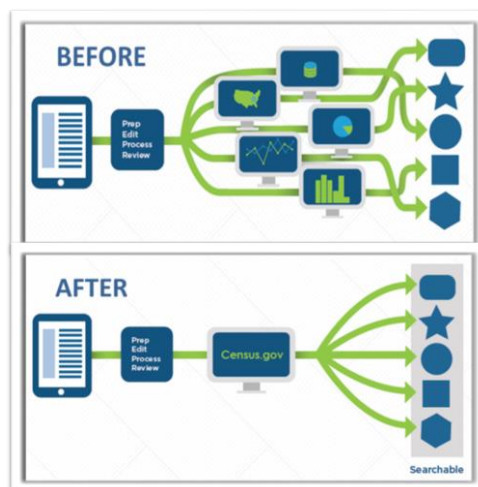 BEFORE
Prep
Edit
Process
Review
AFTER
Prep
Edit
Process
Review
Census.gov
Searchable